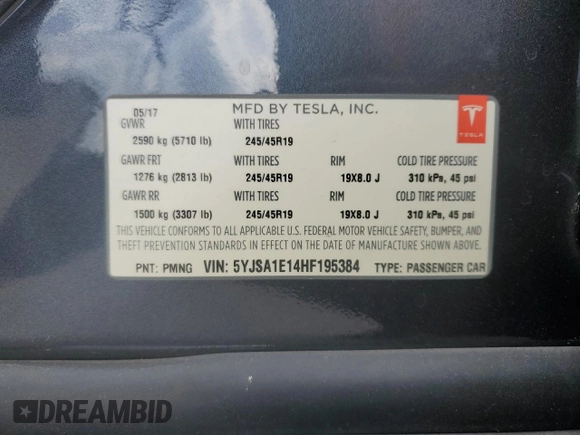 05/17 MFD BY TESLA, INC.
GVWR WITH TIRES
2590 kg (5710 lb) 245/45R19
GAWR FRT WITH TIRES RIM COLD TIRE PRESSURE
1276 kg (2813 lb) 245/45R19 19X8.0 J 310 kPs, 45 psi
GAWR RR WITH TIRES RIM COLD TIRE PRESSURE
1500 kg (3307 lb) 245/45R19 19X8.0 J 310 kPs, 45 psi
THIS VEHICLE CONFORMS TO ALL APPLICABLE U.S. FEDERAL MOTOR VEHICLE SAFETY, BUMPER, AND
THEFT PREVENTION STANDARDS IN EFFECT ON THE DATE OF MANUFACTURE SHOWN ABOVE.
PNT: PMNG VIN: 5YJSA1E14HF195384 TYPE: PASSENGER CAR
TESLA
DREAMBID